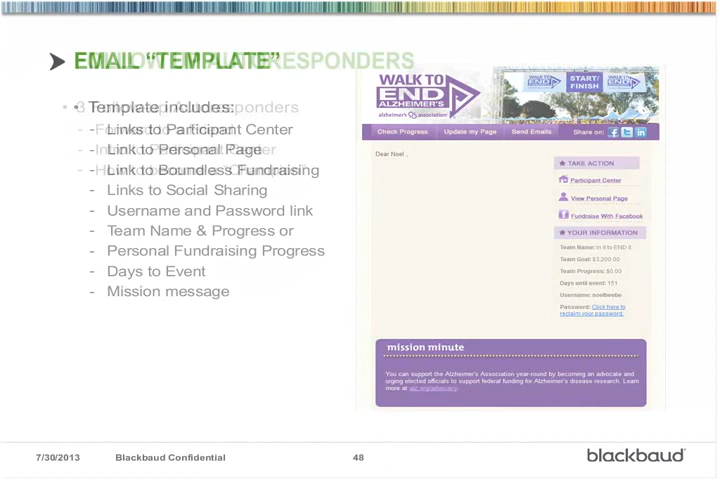 EMAIL “TEMPLATE”
RESPONDERS
• Template includes:
- Links to Participant Center
- Link to Personal Page
- Link to Boundless Fundraising
- Links to Social Sharing
- Username and Password link
- Team Name & Progress or
- Personal Fundraising Progress
- Days to Event
- Mission message
WALK TO
END
ALZHEIMER'S
alzheimer's association
START/
FINISH
Check Progress
Update my Page
Send Emails
Share on:
Dear Noel ,
TAKE ACTION
Participant Center
View Personal Page
Fundraise With Facebook
YOUR INFORMATION
Team Name: in it to END it
Team Goal: $3,200.00
Team Progress: $0.00
Days until event: 151
Username: noelbeebe
Password: Click here to
reclaim your password.
mission minute
You can support the Alzheimer's Association year-round by becoming an advocate and
urging elected officials to support federal funding for Alzheimer's disease research. Learn
more at alz.org/advocacy.
7/30/2013
Blackbaud Confidential
48
blackbaud